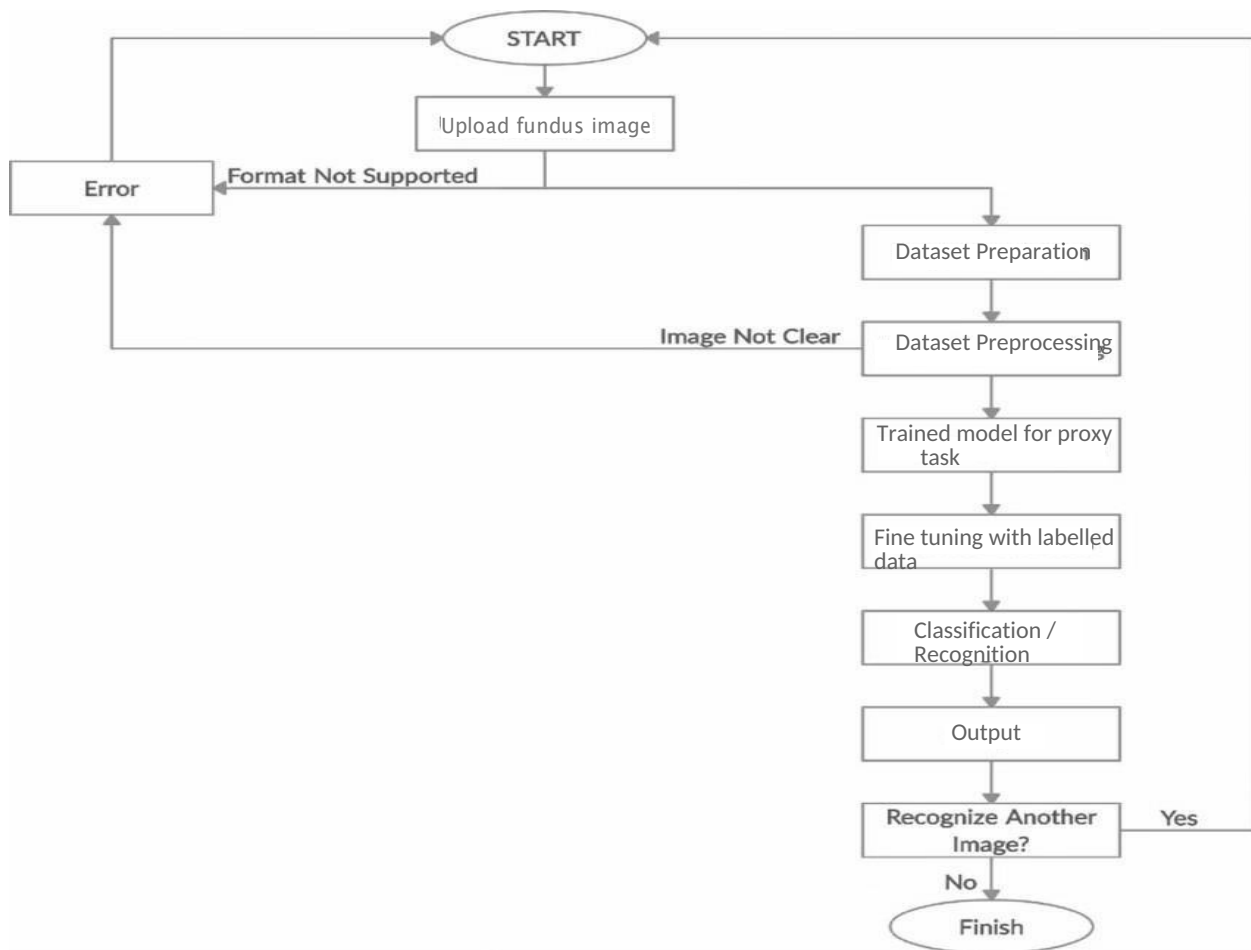 START
Upload fundus image
Format Not Supported
Error
Dataset Preparation
Image Not Clear
Dataset Preprocessing
Trained model for proxy
task
Fine tuning with labelled
data
Classification /
Recognition
Output
Recognize Another
Image?
Yes
No
Finish